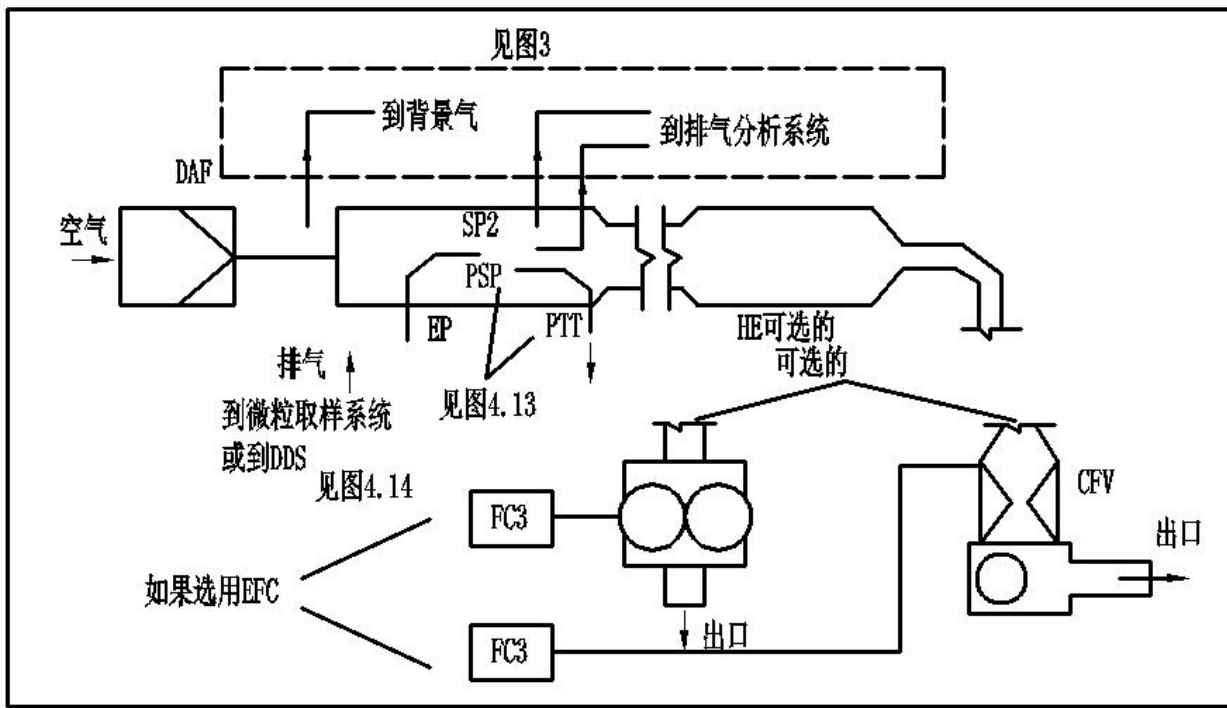 见图3
到背景气
到排气分析系统
DAF
空气
SP2
PSP
EP
PTT
HE可选的
可选的
排气
到微粒取样系统
或到DDS
见图4.13
见图4.14
FC3
CFV
出口
如果选用EFC
FC3
出口